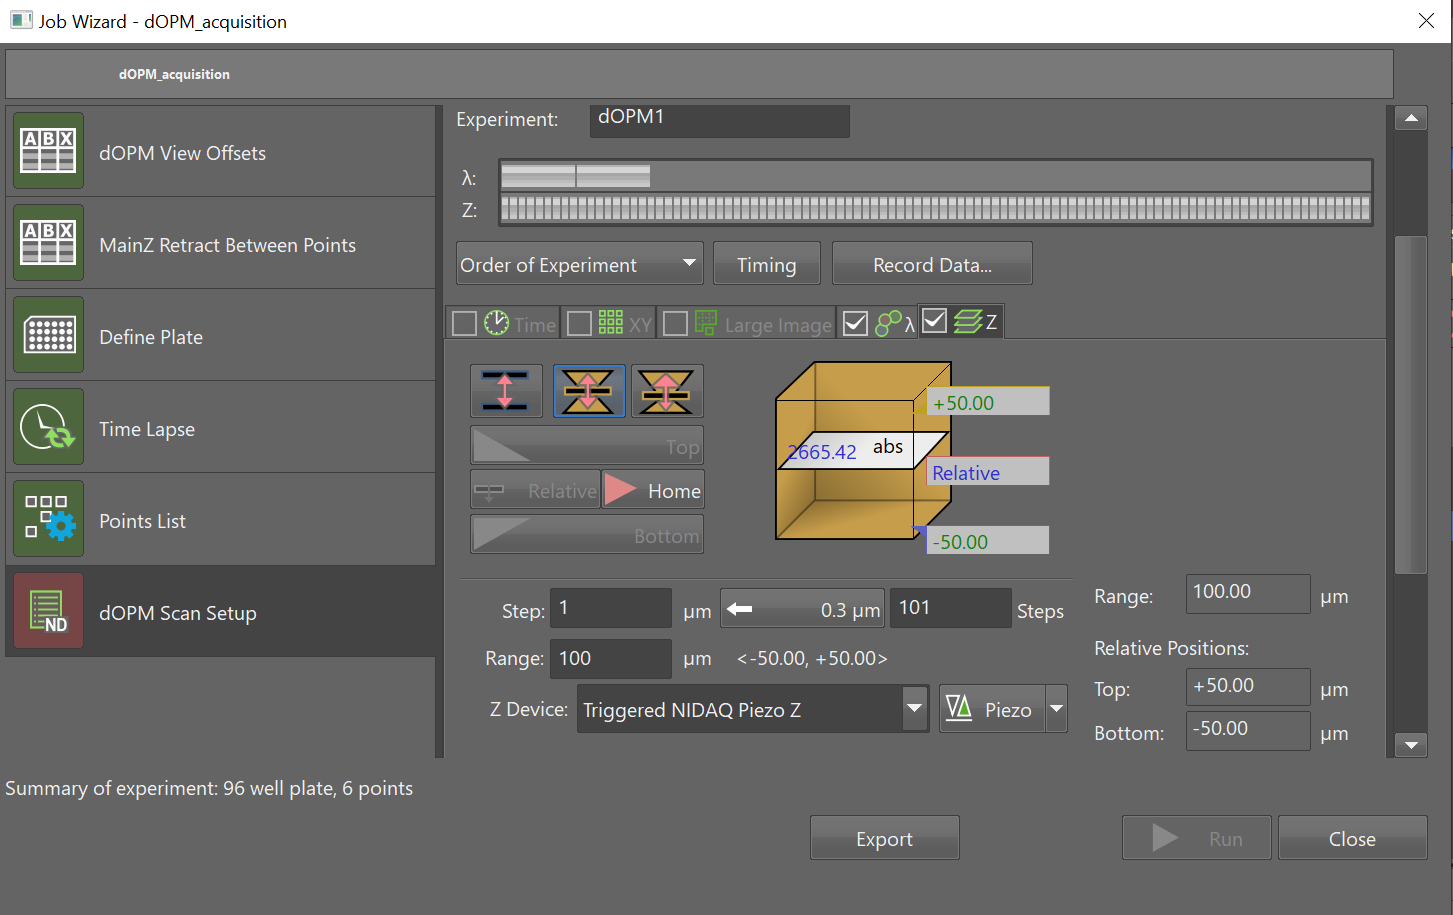 Job Wizard - dOPM_acquisition
dOPM_acquisition
ABX
dOPM View Offsets
ABX
MainZ Retract Between Points
Define Plate
Time Lapse
Points List
ND
dOPM Scan Setup
Experiment: dOPM1
λ:
Z:
Order of Experiment Timing Record Data...
Time XY Large Image λ Z
Top
Relative Home
Bottom
+50.00
2665.42 abs
Relative
-50.00
Step: 1 µm 0.3 µm 101 Steps
Range: 100 µm <-50.00, +50.00>
Z Device: Triggered NIDAQ Piezo Z Piezo
Range: 100.00 µm
Relative Positions:
Top: +50.00 µm
Bottom: -50.00 µm
Summary of experiment: 96 well plate, 6 points
Export Run Close